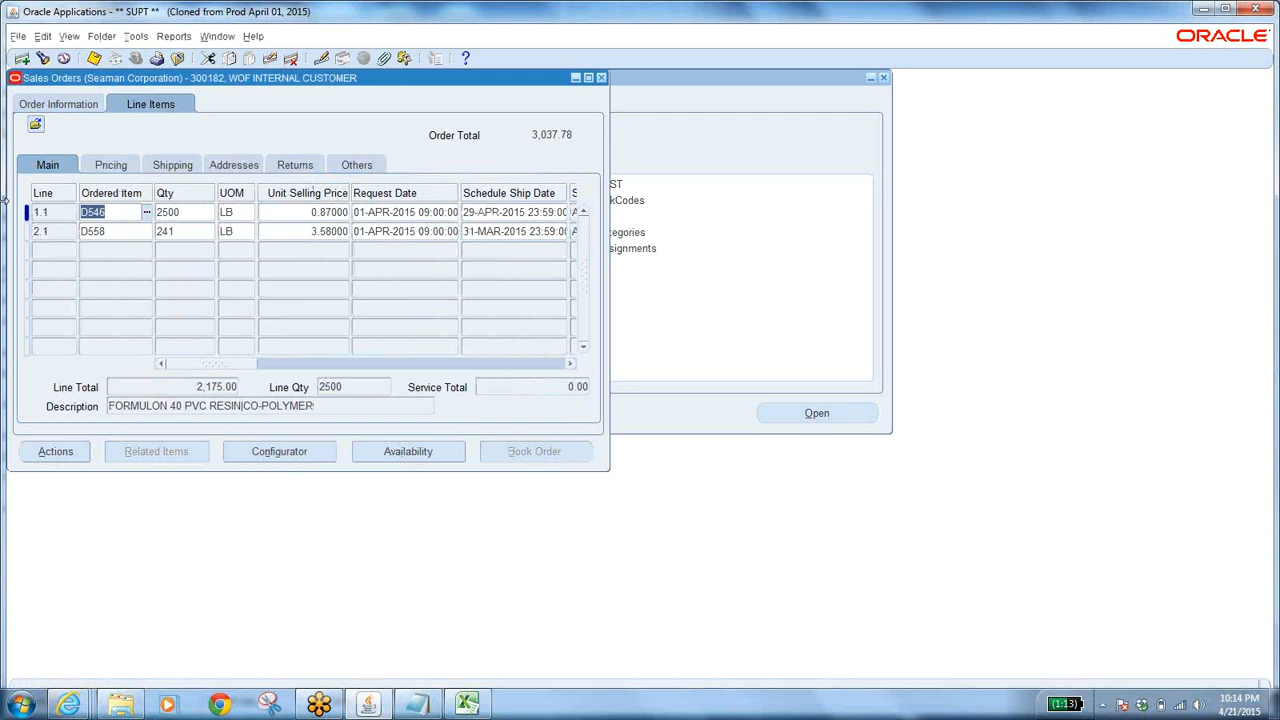 Oracle Applications - ** SUPT ** (Cloned from Prod April 01, 2015)
File Edit View Folder Tools Reports Window Help
ORACLE
Sales Orders (Seaman Corporation) - 300182, WOF INTERNAL CUSTOMER
Order Information Line Items
Order Total 3,037.78
Main Pricing Shipping Addresses Returns Others
Line Ordered Item Qty UOM Unit Selling Price Request Date Schedule Ship Date S
1.1 D546 2500 LB 0.87000 01-APR-2015 09:00:00 29-APR-2015 23:59:00 A
2.1 D558 241 LB 3.58000 01-APR-2015 09:00:00 31-MAR-2015 23:59:00 A
Line Total 2,175.00 Line Qty 2500 Service Total 0.00
Description FORMULON 40 PVC RESIN|CO-POLYMER
Actions Related Items Configurator Availability Book Order
ST
kCodes
egories
signments
Open
(1:13)
10:14 PM
4/21/2015